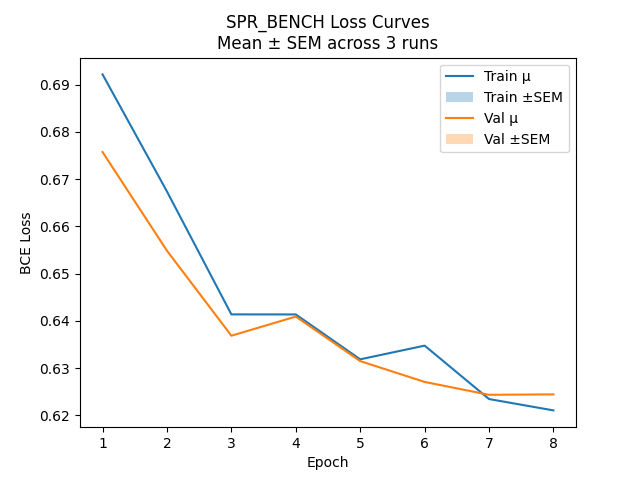 SPR_BENCH Loss Curves
Mean ± SEM across 3 runs
Train μ
Train ±SEM
Val μ
Val ±SEM
BCE Loss
0.69
0.68
0.67
0.66
0.65
0.64
0.63
0.62
1 2 3 4 5 6 7 8
Epoch